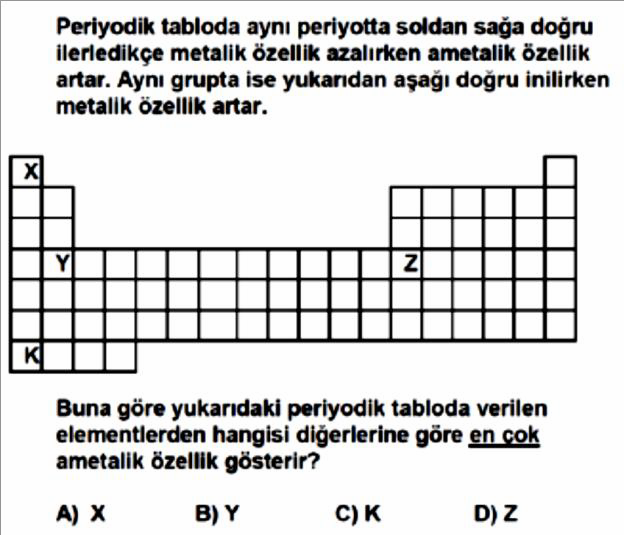 Periyodik tabloda aynı periyotta soldan sağa doğru
ilerledikçe metalik özellik azalırken ametalik özellik
artar. Aynı grupta ise yukarıdan aşağı doğru inilirken
metalik özellik artar.
X
Y Z
K
Buna göre yukarıdaki periyodik tabloda verilen
elementlerden hangisi diğerlerine göre en çok
ametalik özellik gösterir?
A) X B) Y C) K D) Z